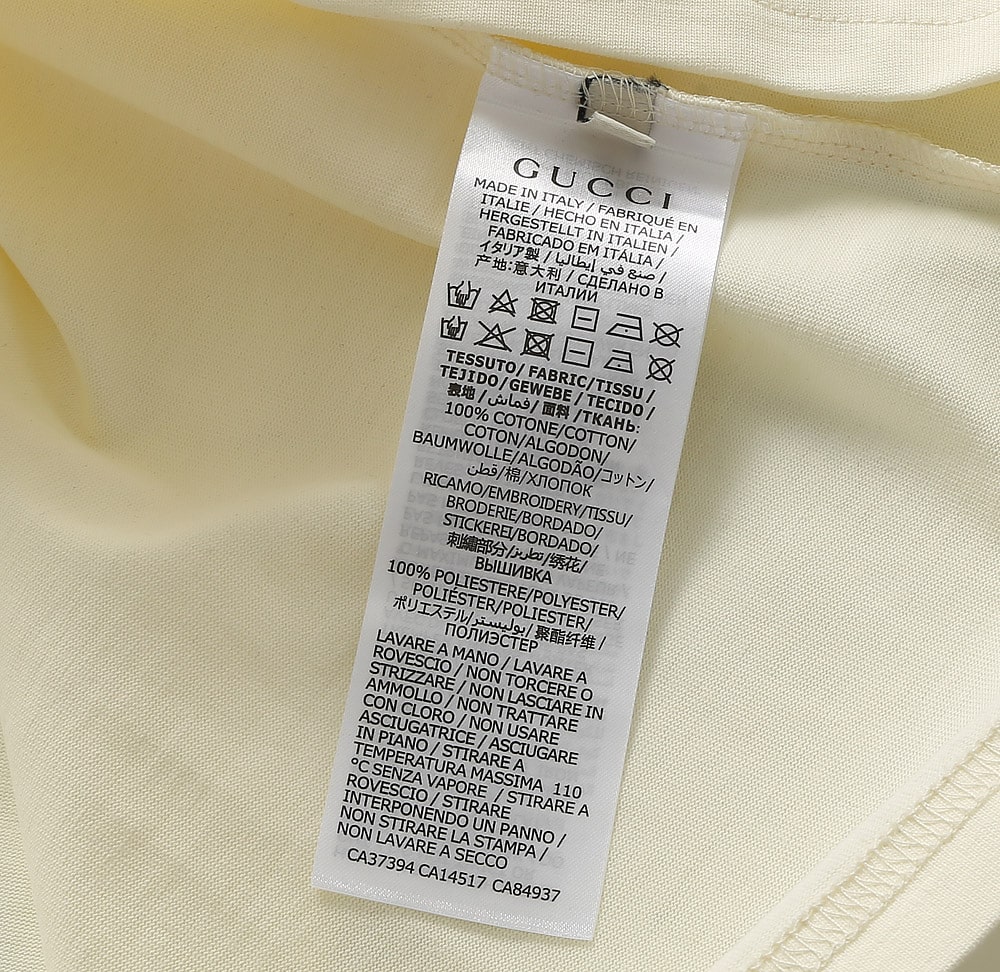 GUCCI
MADE IN ITALY / FABRIQUÉ EN
ITALIE / HECHO EN ITALIA /
HERGESTELLT IN ITALIEN /
FABRICADO EM ITÁLIA /
イタリア製 / صنع في إيطاليا /
产地:意大利 / СДЕЛАНО В
ИТАЛИИ
TESSUTO/ FABRIC/TISSU /
TEJIDO/GEWEBE / TECIDO /
表地 / قماش / 面料 /ТКАНЬ:
100% COTONE/COTTON/
COTON/ALGODON/
BAUMWOLLE/ALGODÃO/コットン/
قطن/棉/ХЛОПОК
RICAMO/EMBROIDERY/TISSU/
BRODERIE/BORDADO/
STICKEREI/BORDADO/
刺繍部分/تطريز/绣花/
ВЫШИВКА
100% POLIESTERE/POLYESTER/
POLIÉSTER/POLIESTER/
ポリエステル/بوليستر/ 聚酯纤维 /
ПОЛИЭСТЕР
LAVARE A MANO / LAVARE A
ROVESCIO / NON TORCERE O
STRIZZARE / NON LASCIARE IN
AMMOLLO / NON TRATTARE
CON CLORO / NON USARE
ASCIUGATRICE / ASCIUGARE
IN PIANO / STIRARE A
TEMPERATURA MASSIMA 110
°C SENZA VAPORE / STIRARE A
ROVESCIO / STIRARE
INTERPONENDO UN PANNO /
NON STIRARE LA STAMPA /
NON LAVARE A SECCO
CA37394 CA14517 CA84937